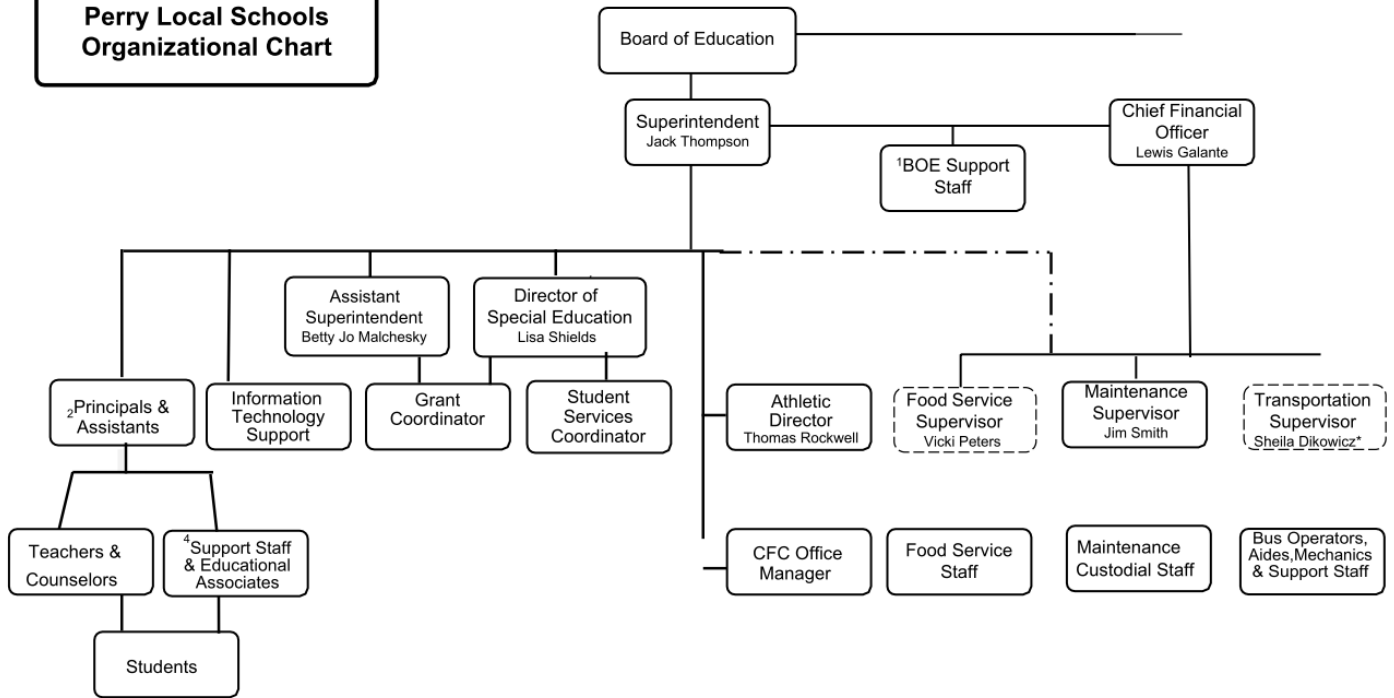 Perry Local Schools
Organizational Chart
Board of Education
Superintendent
Jack Thompson
Chief Financial
Officer
Lewis Galante
¹BOE Support
Staff
Assistant
Superintendent
Betty Jo Malchesky
Director of
Special Education
Lisa Shields
₂Principals &
Assistants
Information
Technology
Support
Grant
Coordinator
Student
Services
Coordinator
Athletic
Director
Thomas Rockwell
Food Service
Supervisor
Vicki Peters
Maintenance
Supervisor
Jim Smith
Transportation
Supervisor
Sheila Dikowicz*
Teachers &
Counselors
⁴Support Staff
& Educational
Associates
CFC Office
Manager
Food Service
Staff
Maintenance
Custodial Staff
Bus Operators,
Aides,Mechanics
& Support Staff
Students